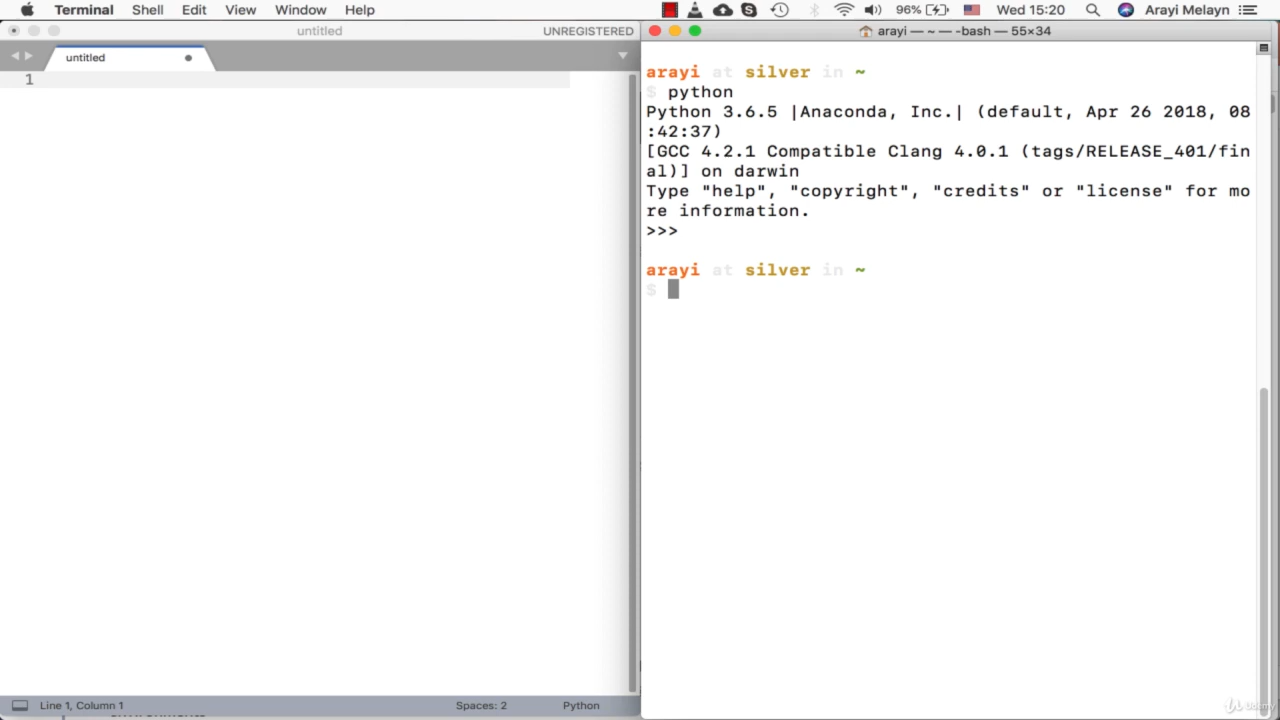 Terminal Shell Edit View Window Help 96% Wed 15:20 Arayi Melayn
untitled UNREGISTERED
untitled
1
Line 1, Column 1 Spaces: 2 Python
arayi — ~ — -bash — 55×34
arayi at silver in ~
$ python
Python 3.6.5 |Anaconda, Inc.| (default, Apr 26 2018, 08
:42:37)
[GCC 4.2.1 Compatible Clang 4.0.1 (tags/RELEASE_401/fin
al)] on darwin
Type "help", "copyright", "credits" or "license" for mo
re information.
>>>
arayi at silver in ~
$
Udemy